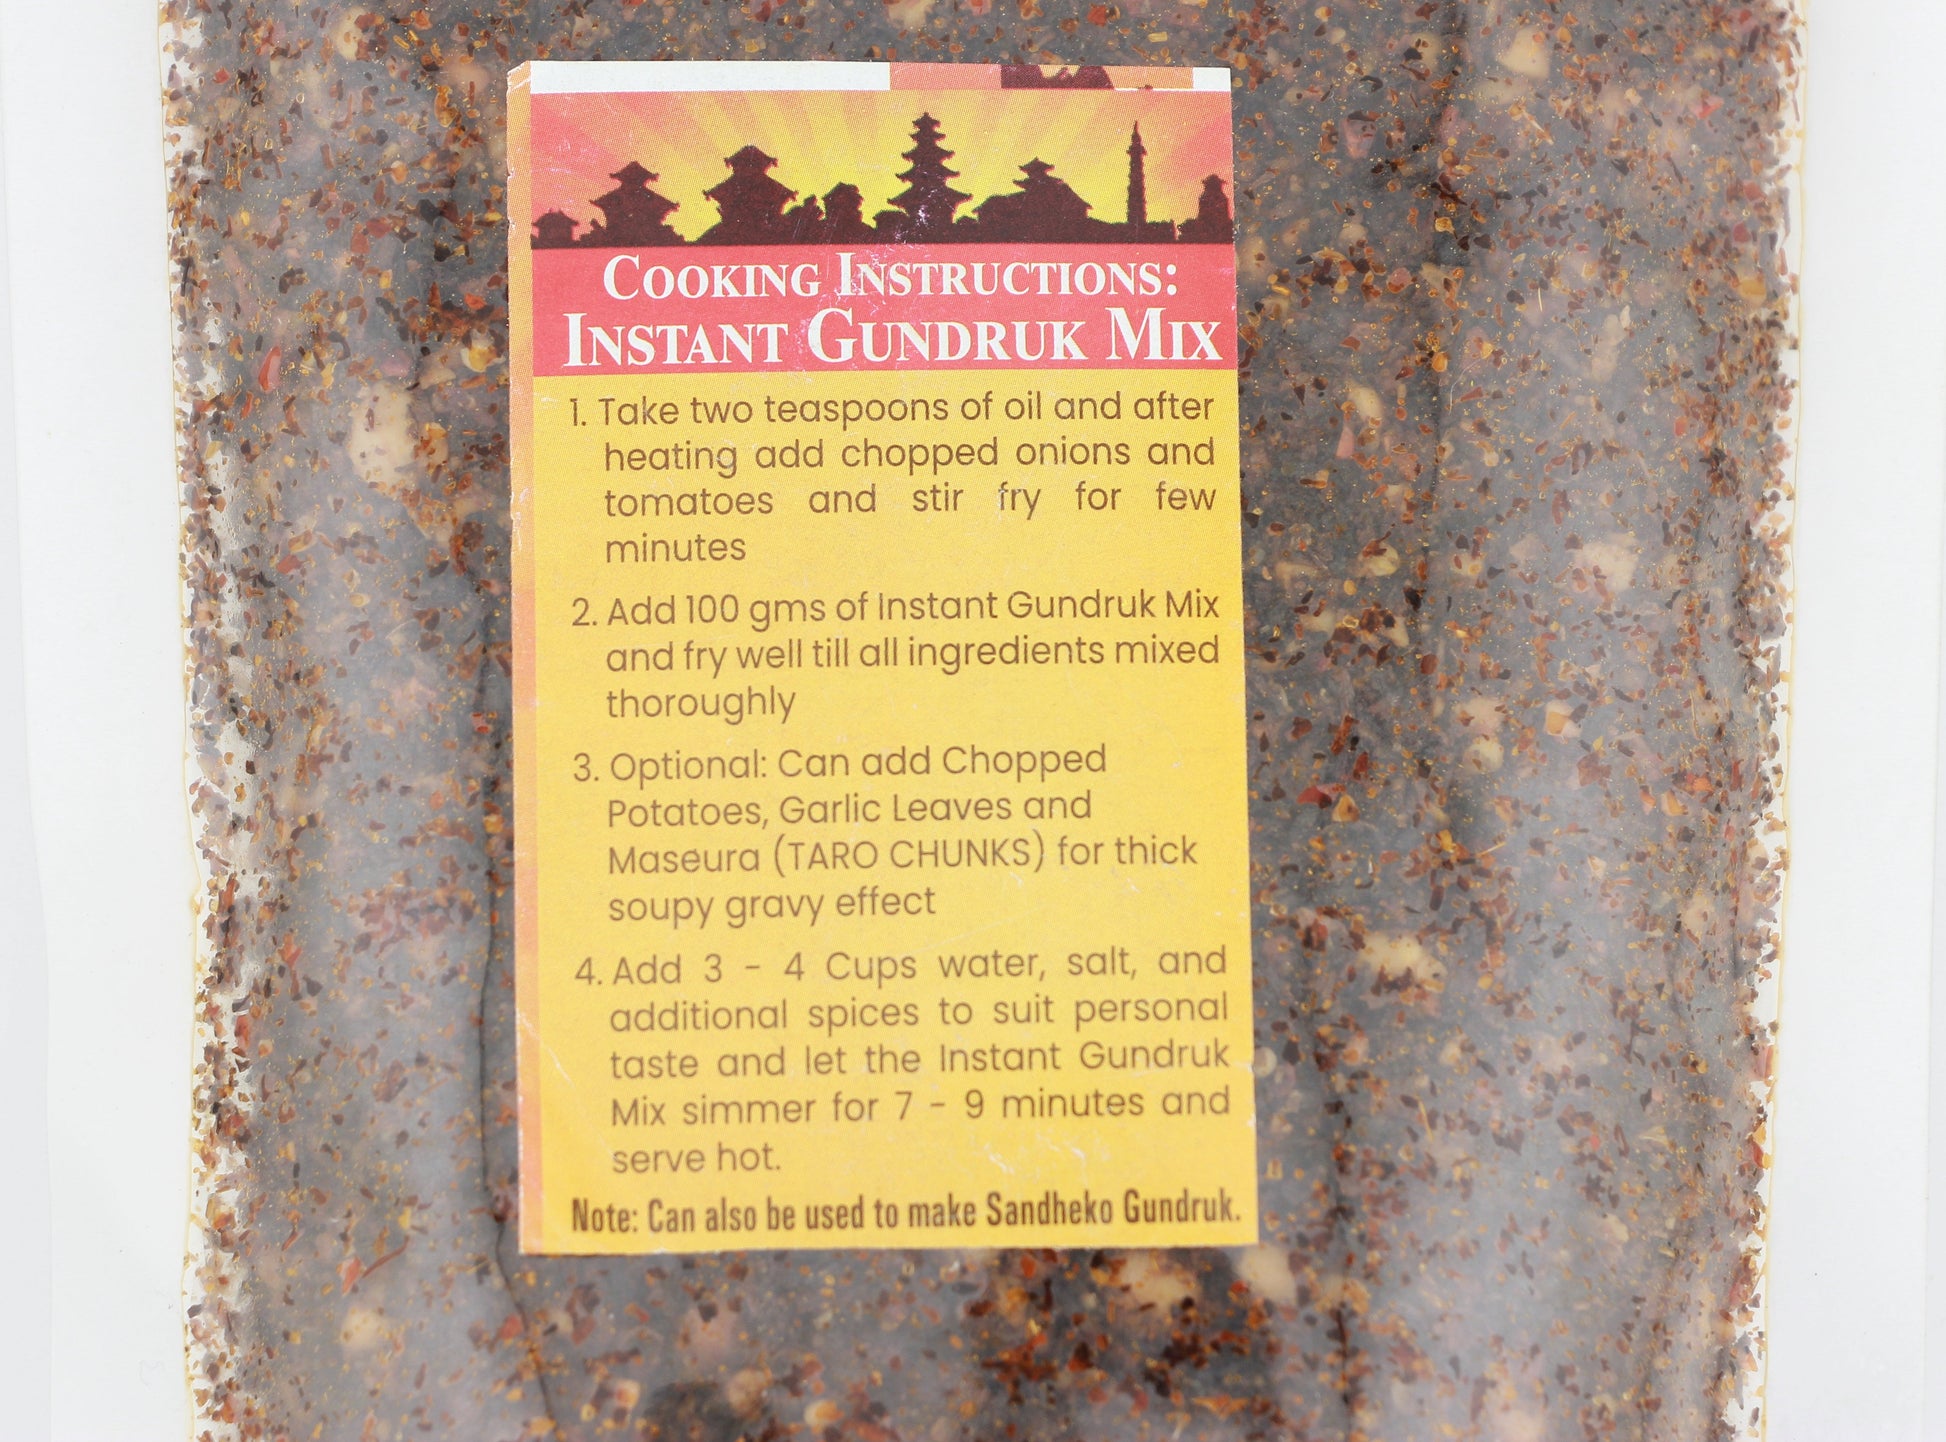 COOKING INSTRUCTIONS:
INSTANT GUNDRUK MIX
1. Take two teaspoons of oil and after
heating add chopped onions and
tomatoes and stir fry for few
minutes
2. Add 100 gms of Instant Gundruk Mix
and fry well till all ingredients mixed
thoroughly
3. Optional: Can add Chopped
Potatoes, Garlic Leaves and
Maseura (TARO CHUNKS) for thick
soupy gravy effect
4. Add 3 - 4 Cups water, salt, and
additional spices to suit personal
taste and let the Instant Gundruk
Mix simmer for 7 - 9 minutes and
serve hot.
Note: Can also be used to make Sandheko Gundruk.